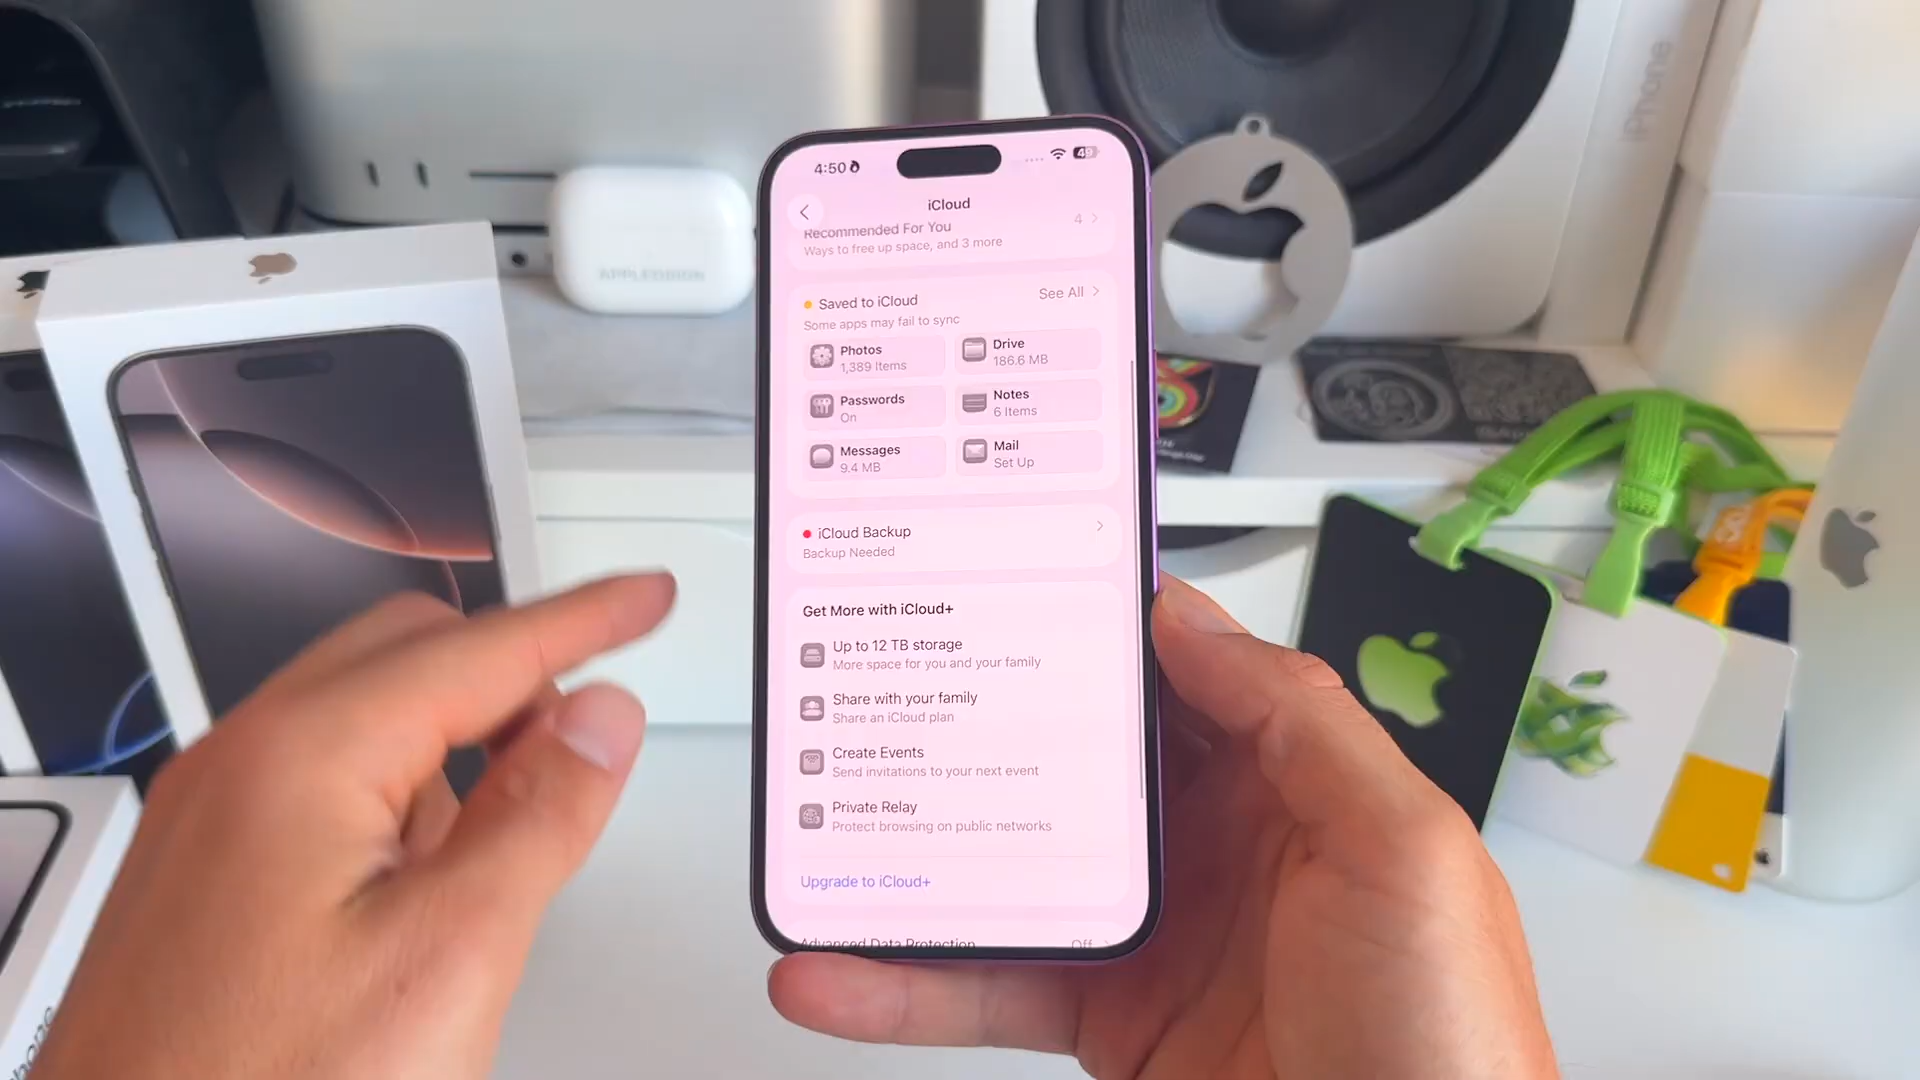 4:50
49
iCloud
Recommended For You
4
Ways to free up space, and 3 more
Saved to iCloud
See All
Some apps may fail to sync
Photos
1,389 Items
Drive
186.6 MB
Passwords
On
Notes
6 Items
Messages
9.4 MB
Mail
Set Up
iCloud Backup
Backup Needed
Get More with iCloud+
Up to 12 TB storage
More space for you and your family
Share with your family
Share an iCloud plan
Create Events
Send invitations to your next event
Private Relay
Protect browsing on public networks
Upgrade to iCloud+
Advanced Data Protection
Off
iPhone